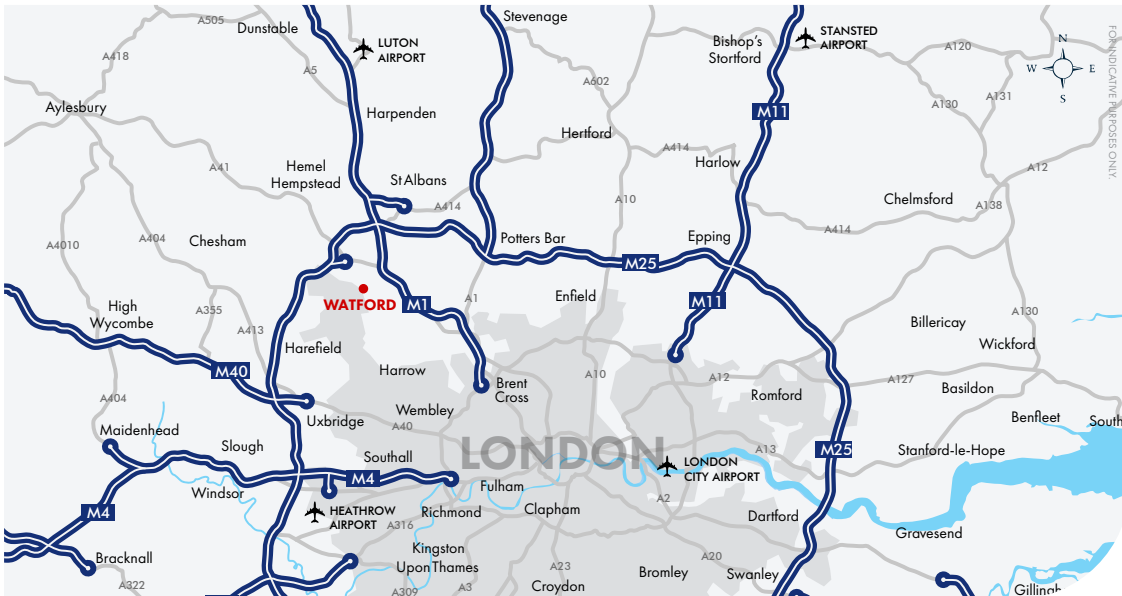 A505
Dunstable
Stevenage
LUTON
AIRPORT
Bishop's
Stortford
STANSTED
AIRPORT
A120
N
W
E
S
FOR INDICATIVE PURPOSES ONLY.
A418
A5
A602
A130
A131
Aylesbury
Harpenden
M11
Hertford
A414
Harlow
A12
A41
Hemel
Hempstead
St Albans
A414
A10
Chelmsford
A138
A414
A4010
A404
Chesham
Potters Bar
Epping
M25
High
Wycombe
A355
A413
WATFORD
M1
A1
Enfield
M11
A130
Billericay
Wickford
Harefield
M40
Harrow
Brent
Cross
A10
A12
Romford
A127
Basildon
A404
Uxbridge
Wembley
A40
Benfleet
South
Maidenhead
Slough
Southall
LONDON
A13
M25
Stanford-le-Hope
LONDON
CITY AIRPORT
M4
Windsor
Fulham
A2
M4
HEATHROW
AIRPORT
A316
Richmond
Clapham
Dartford
Gravesend
Bracknell
Kingston
Upon Thames
A20
A322
A309
A3
A23
Croydon
Bromley
Swanley
Gillingh